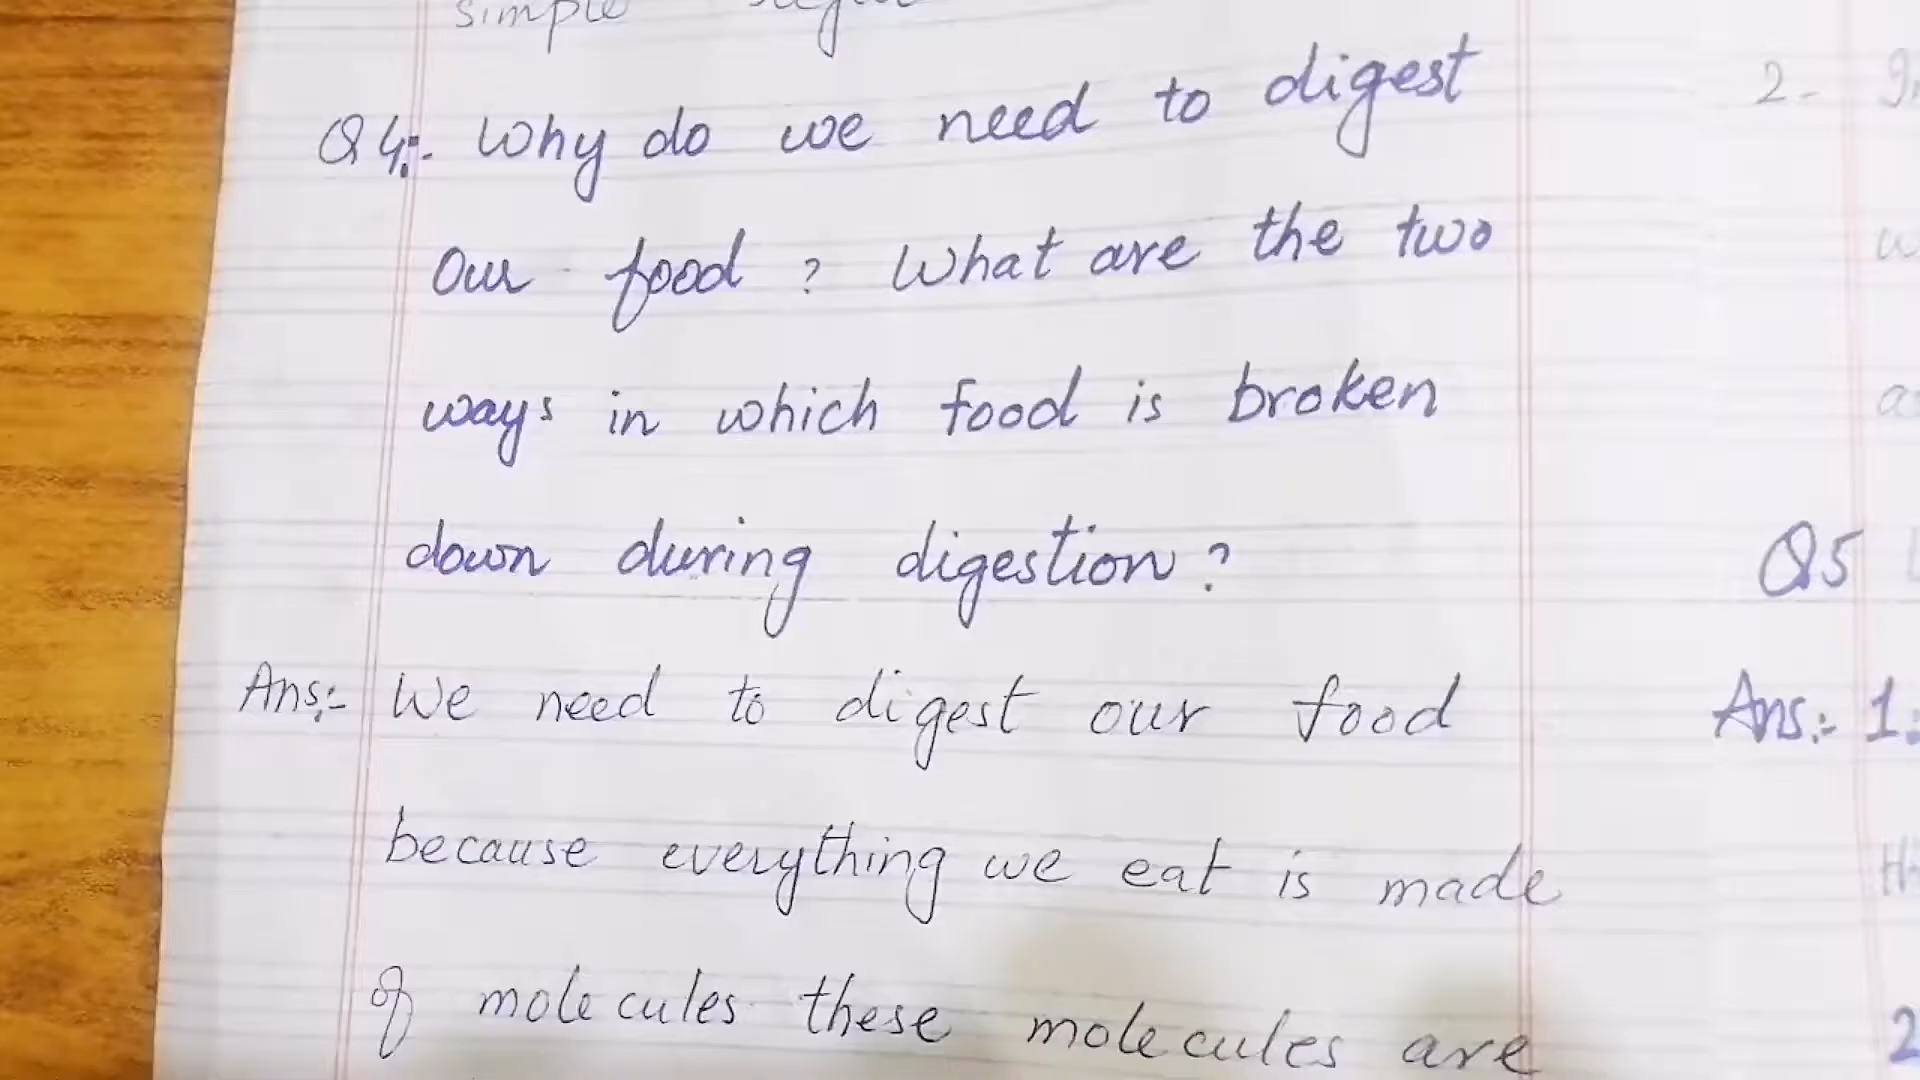 simple
Q4:- Why do we need to digest
our food? What are the two
ways in which food is broken
down during digestion?
Ans:- We need to digest our food
because everything we eat is made
of molecules these molecules are
2-
Q5
Ans:- 1:
2